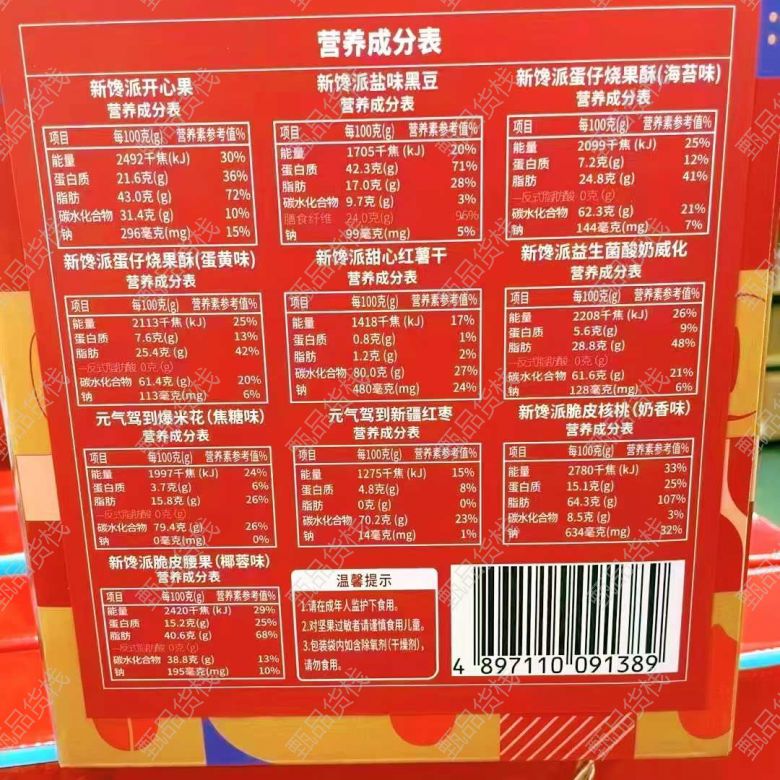 营养成分表
新馋派开心果
营养成分表
项目 每100克(g) 营养素参考值%
能量 2492千焦(kJ) 30%
蛋白质 21.6克(g) 36%
脂肪 43.0克(g) 72%
碳水化合物 31.4克(g) 10%
钠 296毫克(mg) 15%
新馋派盐味黑豆
营养成分表
项目 每100克(g) 营养素参考值%
能量 1705千焦(kJ) 20%
蛋白质 42.3克(g) 71%
脂肪 17.0克(g) 28%
碳水化合物 9.7克(g) 3%
膳食纤维 24.0克(g) 96%
钠 99毫克(mg) 5%
新馋派蛋仔烧果酥(海苔味)
营养成分表
项目 每100克(g) 营养素参考值%
能量 2099千焦(kJ) 25%
蛋白质 7.2克(g) 12%
脂肪 24.8克(g) 41%
—反式脂肪酸 0克(g)
碳水化合物 62.3克(g) 21%
钠 144毫克(mg) 7%
新馋派蛋仔烧果酥(蛋黄味)
营养成分表
项目 每100克(g) 营养素参考值%
能量 2113千焦(kJ) 25%
蛋白质 7.6克(g) 13%
脂肪 25.4克(g) 42%
—反式脂肪酸 0克(g)
碳水化合物 61.4克(g) 20%
钠 113毫克(mg) 6%
新馋派甜心红薯干
营养成分表
项目 每100克(g) 营养素参考值%
能量 1418千焦(kJ) 17%
蛋白质 0.8克(g) 1%
脂肪 1.2克(g) 2%
碳水化合物 80.0克(g) 27%
钠 480毫克(mg) 24%
新馋派益生菌酸奶威化
营养成分表
项目 每100克(g) 营养素参考值%
能量 2208千焦(kJ) 26%
蛋白质 5.6克(g) 9%
脂肪 28.8克(g) 48%
—反式脂肪酸 0克(g)
碳水化合物 61.6克(g) 21%
钠 128毫克(mg) 6%
元气驾到爆米花(焦糖味)
营养成分表
项目 每100克(g) 营养素参考值%
能量 1997千焦(kJ) 24%
蛋白质 3.7克(g) 6%
脂肪 15.8克(g) 26%
—反式脂肪酸 0克(g)
碳水化合物 79.4克(g) 26%
钠 0毫克(mg) 0%
元气驾到新疆红枣
营养成分表
项目 每100克(g) 营养素参考值%
能量 1275千焦(kJ) 15%
蛋白质 4.8克(g) 8%
脂肪 0克(g) 0%
碳水化合物 70.2克(g) 23%
钠 14毫克(mg) 1%
新馋派脆皮核桃(奶香味)
营养成分表
项目 每100克(g) 营养素参考值%
能量 2780千焦(kJ) 33%
蛋白质 15.1克(g) 25%
脂肪 64.3克(g) 107%
碳水化合物 8.5克(g) 3%
钠 634毫克(mg) 32%
新馋派脆皮腰果(椰蓉味)
营养成分表
项目 每100克(g) 营养素参考值%
能量 2420千焦(kJ) 29%
蛋白质 15.2克(g) 25%
脂肪 40.6克(g) 68%
—反式脂肪酸 0克(g)
碳水化合物 38.8克(g) 13%
钠 195毫克(mg) 10%
温馨提示
1.请在成年人监护下食用。
2.对坚果过敏者请谨慎食用儿童。
3.包装袋内如含除氧剂(干燥剂),
请勿食用。
4 897110 091389
甄品货栈